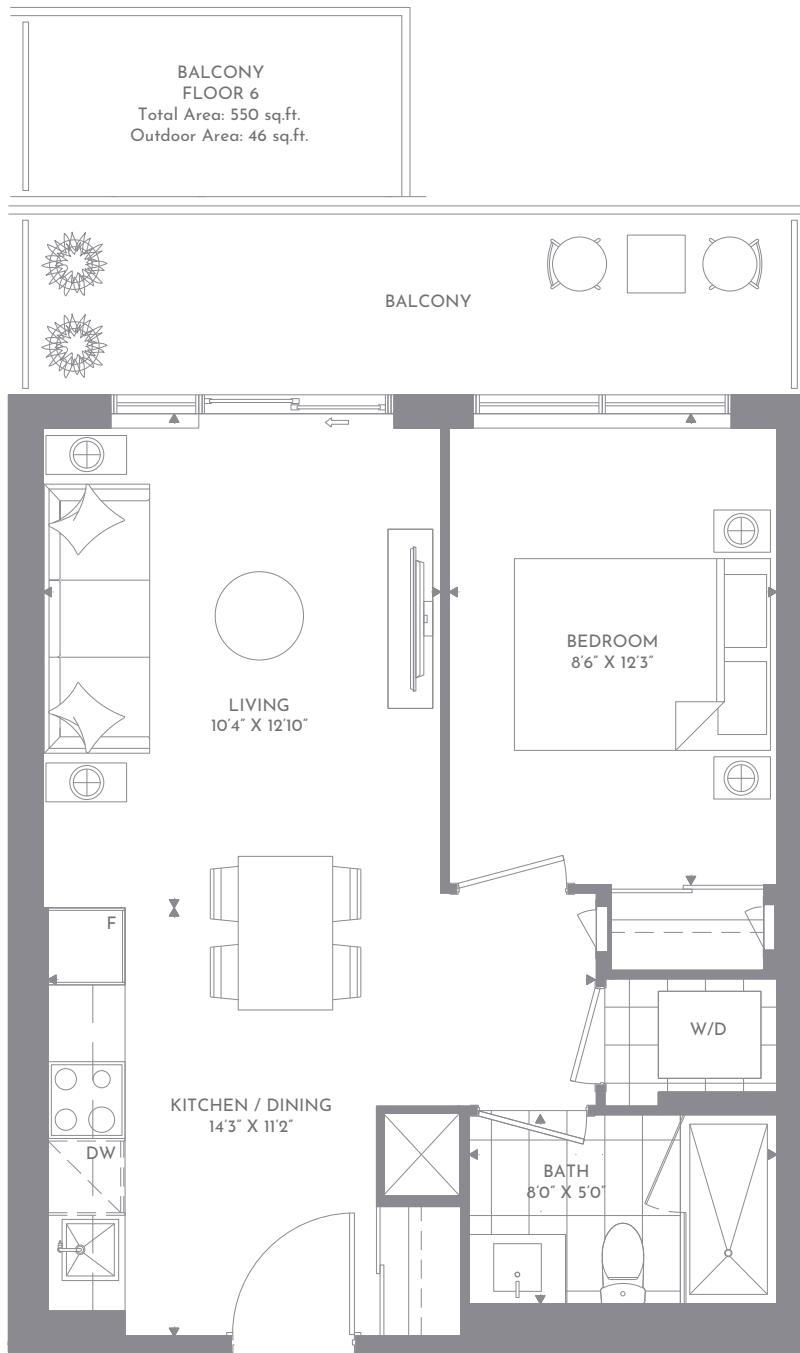 BALCONY
FLOOR 6
Total Area: 550 sq.ft.
Outdoor Area: 46 sq.ft.
BALCONY
BEDROOM
8'6" X 12'3"
LIVING
10'4" X 12'10"
F
W/D
KITCHEN / DINING
14'3" X 11'2"
DW
BATH
8'0" X 5'0"